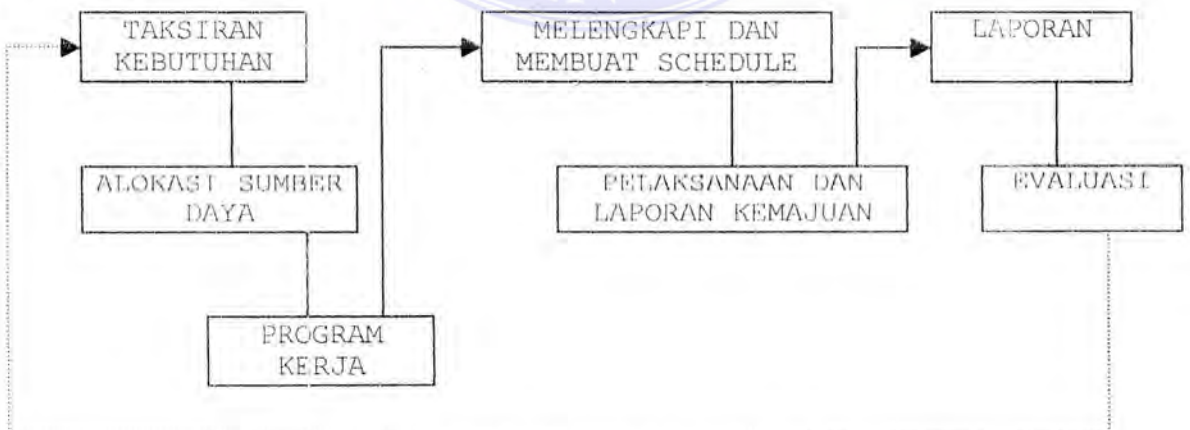 TAKSIRAN
KEBUTUHAN
ALOKASI SUMBER
DAYA
PROGRAM
KERJA
MELENGKAPI DAN
MEMBUAT SCHEDULE
PELAKSANAAN DAN
LAPORAN KEMAJUAN
LAPORAN
EVALUASI